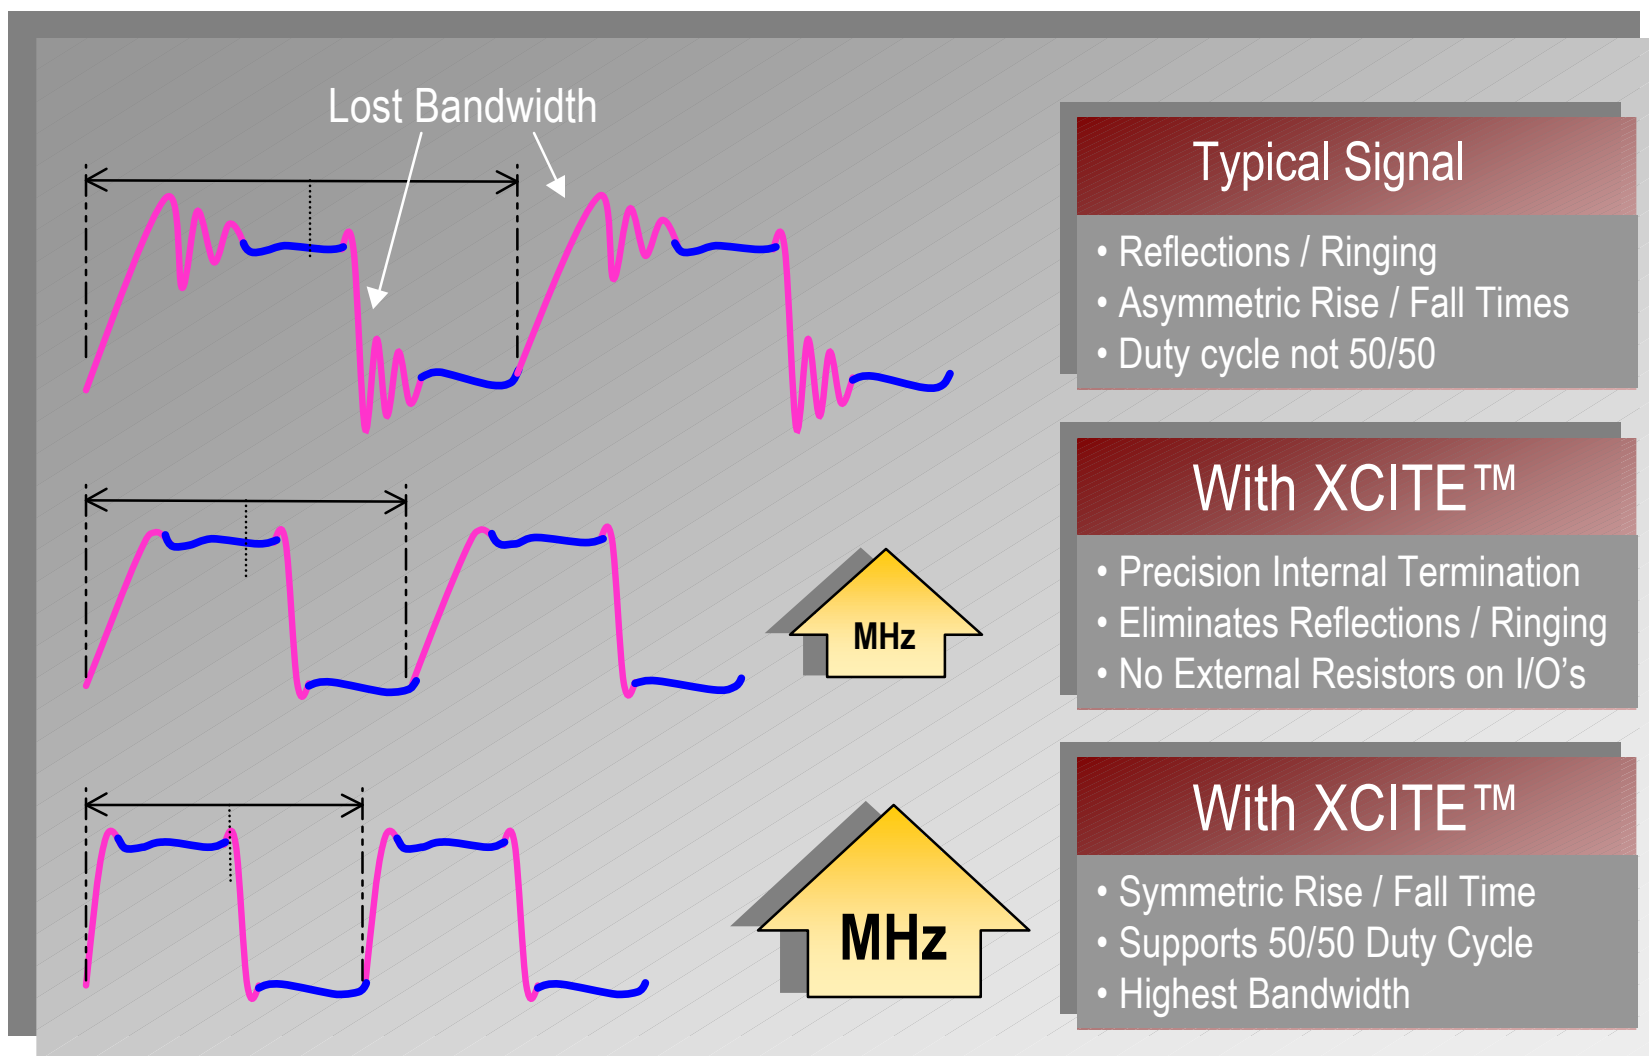 Lost Bandwidth
Typical Signal
• Reflections / Ringing
• Asymmetric Rise / Fall Times
• Duty cycle not 50/50
With XCITE™
• Precision Internal Termination
• Eliminates Reflections / Ringing
• No External Resistors on I/O’s
MHz
With XCITE™
• Symmetric Rise / Fall Time
• Supports 50/50 Duty Cycle
• Highest Bandwidth
MHz